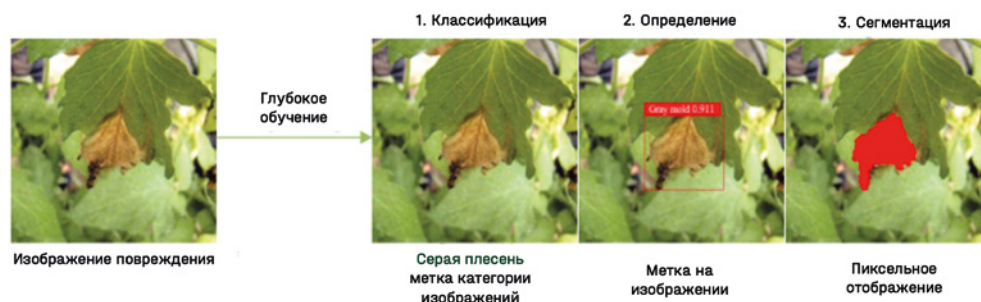 1. Классификация
2. Определение
3. Сегментация
Глубокое
обучение
Gray mold 0.911
Изображение повреждения
Серая плесень
метка категории
изображений
Метка на
изображении
Пиксельное
отображение